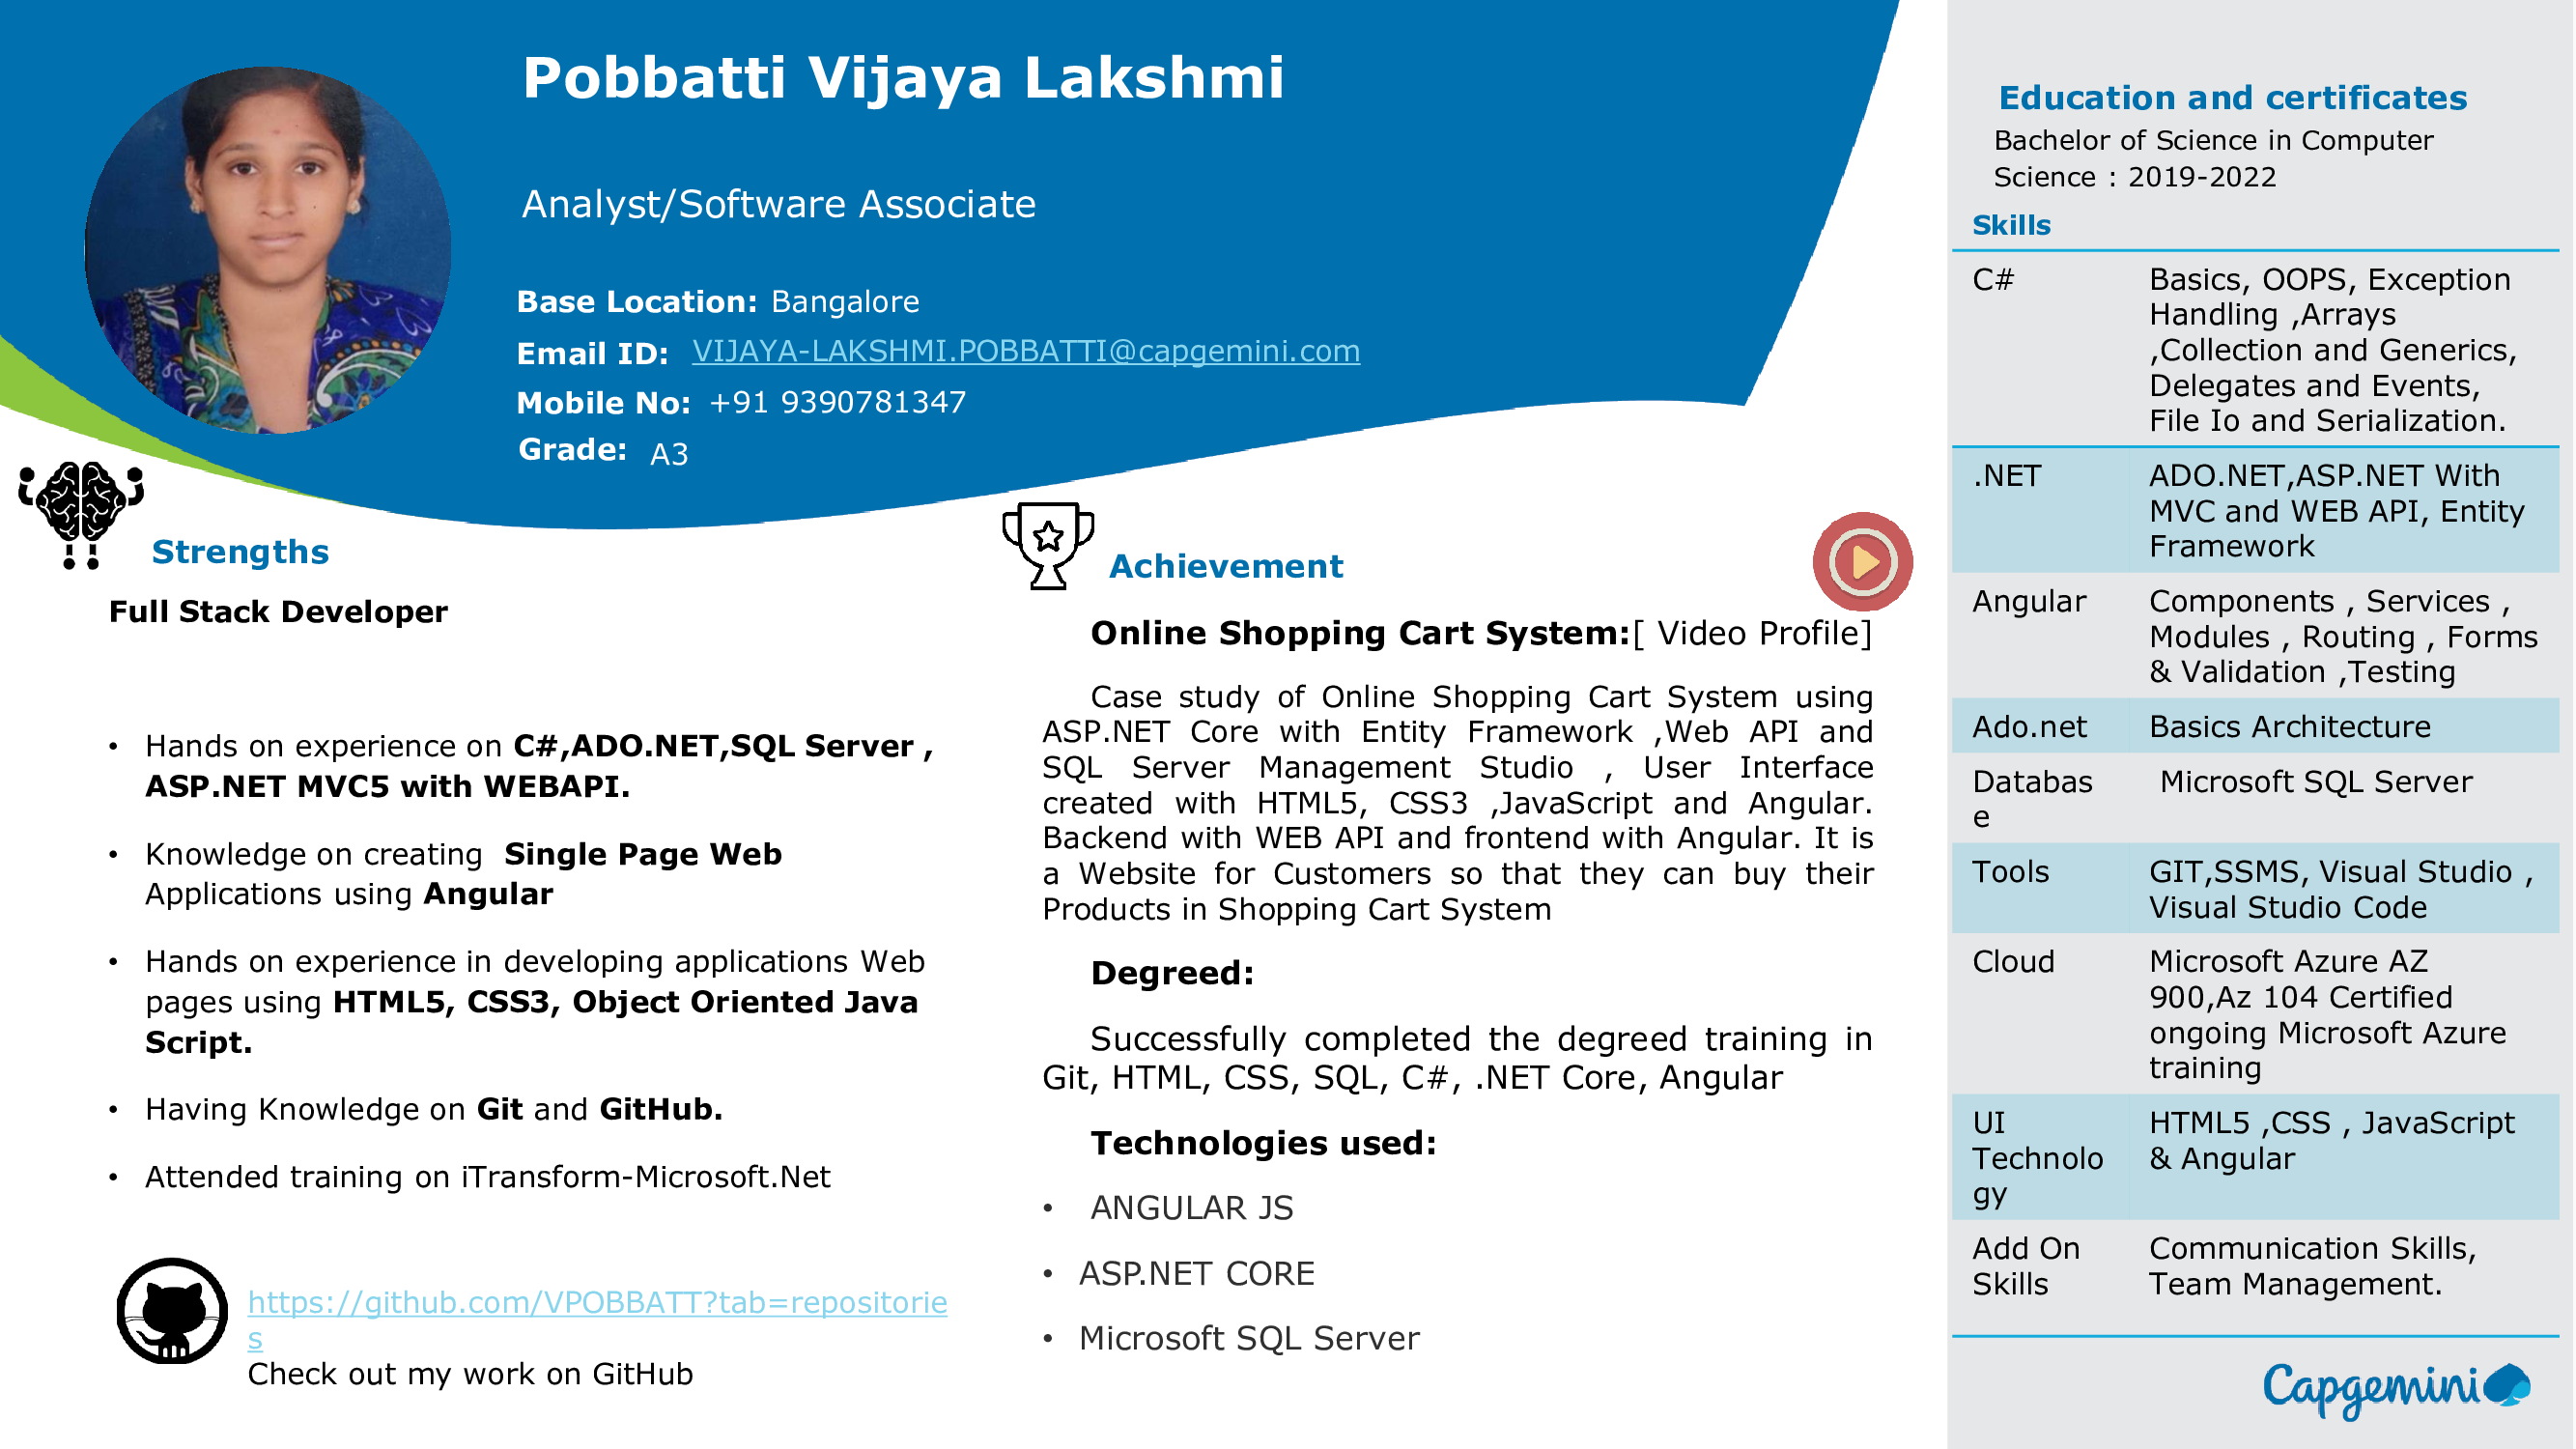 Pobbatti Vijaya Lakshmi
Analyst/Software Associate
Base Location: Bangalore
Email ID: VIJAYA-LAKSHMI.POBBATTI@capgemini.com
Mobile No: +91 9390781347
Grade: A3
Strengths
Full Stack Developer
• Hands on experience on C#,ADO.NET,SQL Server ,
ASP.NET MVC5 with WEBAPI.
• Knowledge on creating Single Page Web
Applications using Angular
• Hands on experience in developing applications Web
pages using HTML5, CSS3, Object Oriented Java
Script.
• Having Knowledge on Git and GitHub.
• Attended training on iTransform-Microsoft.Net
https://github.com/VPOBBATT?tab=repositorie
s
Check out my work on GitHub
Achievement
Online Shopping Cart System:[ Video Profile]
Case study of Online Shopping Cart System using
ASP.NET Core with Entity Framework ,Web API and
SQL Server Management Studio , User Interface
created with HTML5, CSS3 ,JavaScript and Angular.
Backend with WEB API and frontend with Angular. It is
a Website for Customers so that they can buy their
Products in Shopping Cart System
Degreed:
Successfully completed the degreed training in
Git, HTML, CSS, SQL, C#, .NET Core, Angular
Technologies used:
• ANGULAR JS
• ASP.NET CORE
• Microsoft SQL Server
Education and certificates
Bachelor of Science in Computer
Science : 2019-2022
Skills
C#
Basics, OOPS, Exception
Handling ,Arrays
,Collection and Generics,
Delegates and Events,
File Io and Serialization.
.NET
ADO.NET,ASP.NET With
MVC and WEB API, Entity
Framework
Angular
Components , Services ,
Modules , Routing , Forms
& Validation ,Testing
Ado.net
Basics Architecture
Databas
e
Microsoft SQL Server
Tools
GIT,SSMS, Visual Studio ,
Visual Studio Code
Cloud
Microsoft Azure AZ
900,Az 104 Certified
ongoing Microsoft Azure
training
UI
Technolo
gy
HTML5 ,CSS , JavaScript
& Angular
Add On
Skills
Communication Skills,
Team Management.
Capgemini